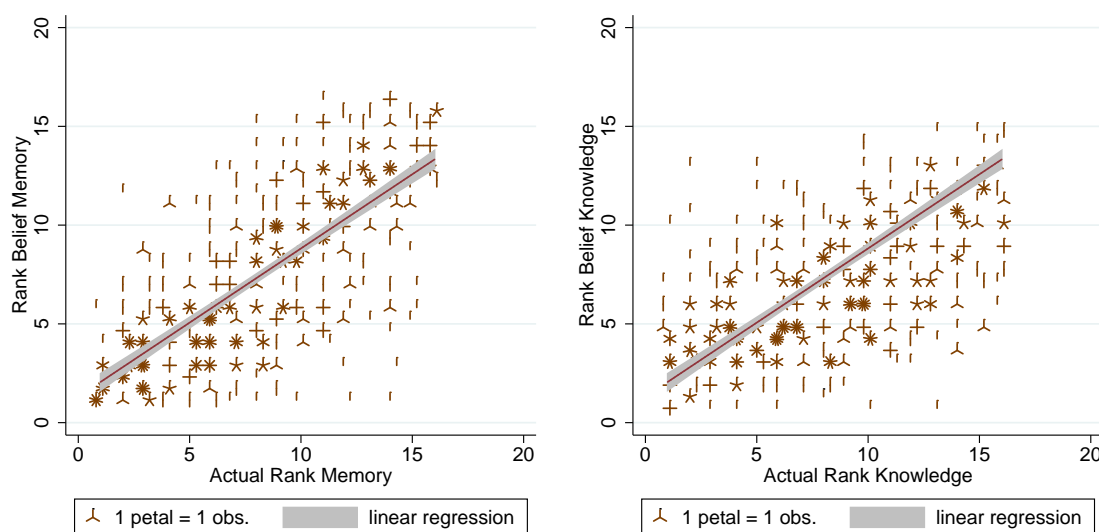 20
15
10
5
0
Rank Belief Memory
0 5 10 15 20
Actual Rank Memory
1 petal = 1 obs. linear regression
20
15
10
5
0
Rank Belief Knowledge
0 5 10 15 20
Actual Rank Knowledge
1 petal = 1 obs. linear regression